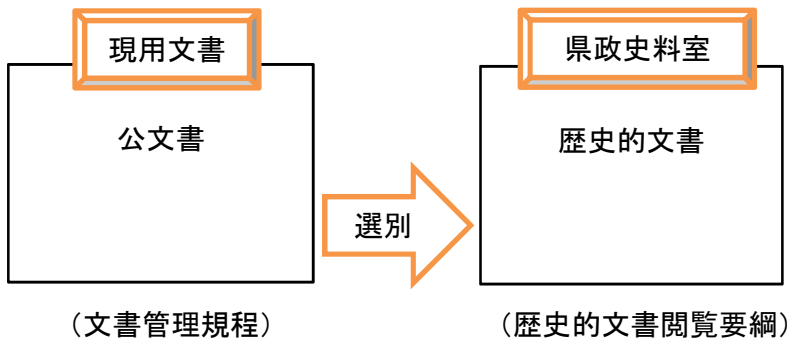 現用文書
公文書
(文書管理規程)
選別
県政史料室
歴史的文書
(歴史的文書閲覧要綱)